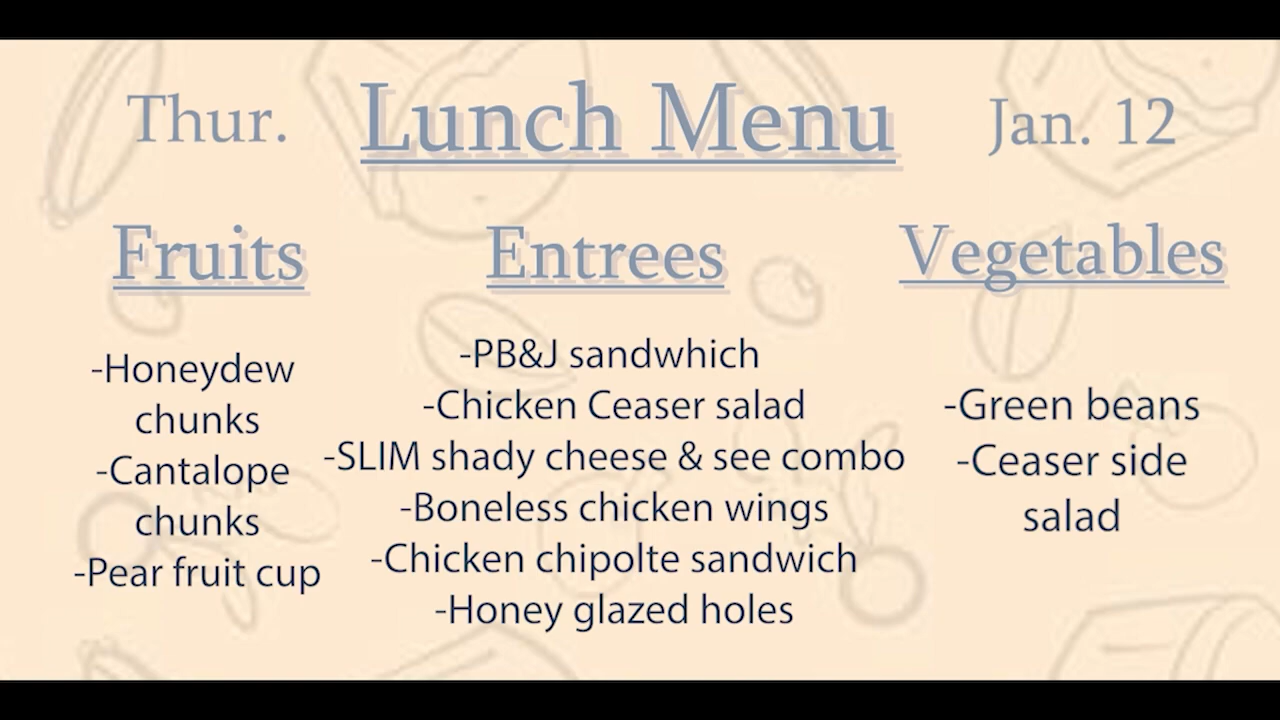 Thur.
Lunch Menu
Jan. 12
Fruits
-Honeydew
chunks
-Cantalope
chunks
-Pear fruit cup
Entrees
-PB&J sandwhich
-Chicken Ceaser salad
-SLIM shady cheese & see combo
-Boneless chicken wings
-Chicken chipolte sandwich
-Honey glazed holes
Vegetables
-Green beans
-Ceaser side
salad